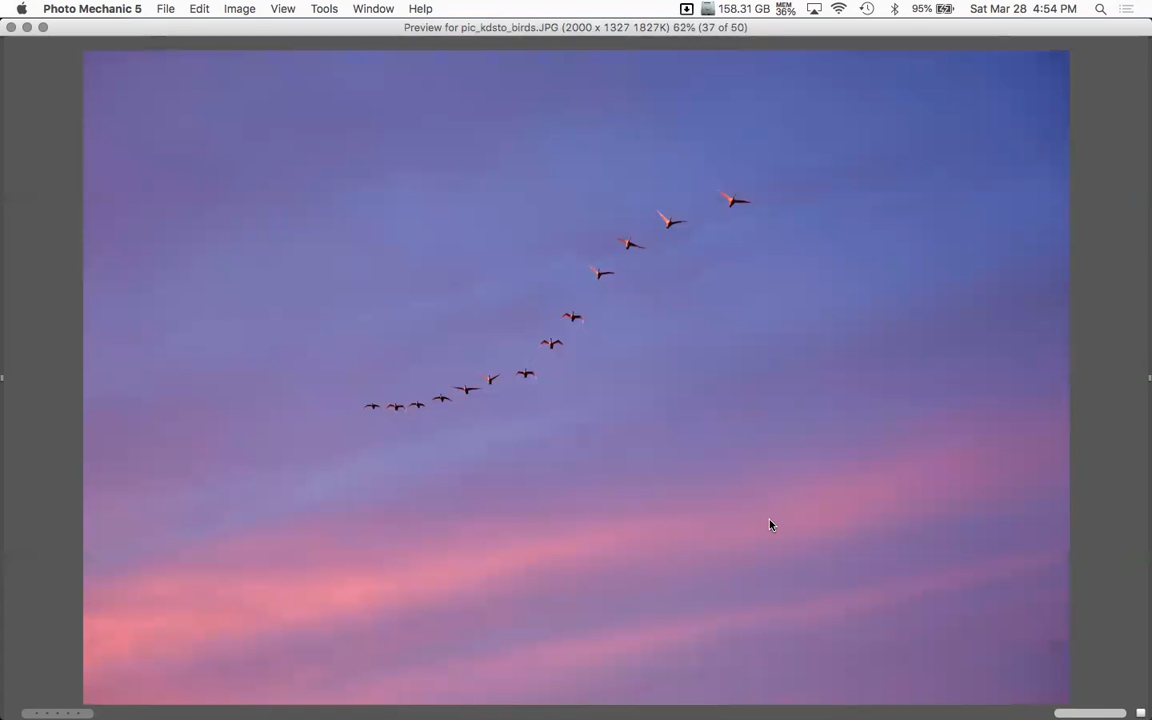 Photo Mechanic 5 File Edit Image View Tools Window Help 158.31 GB MEM 36% 95% Sat Mar 28 4:54 PM
Preview for pic_kdsto_birds.JPG (2000 x 1327 1827K) 62% (37 of 50)